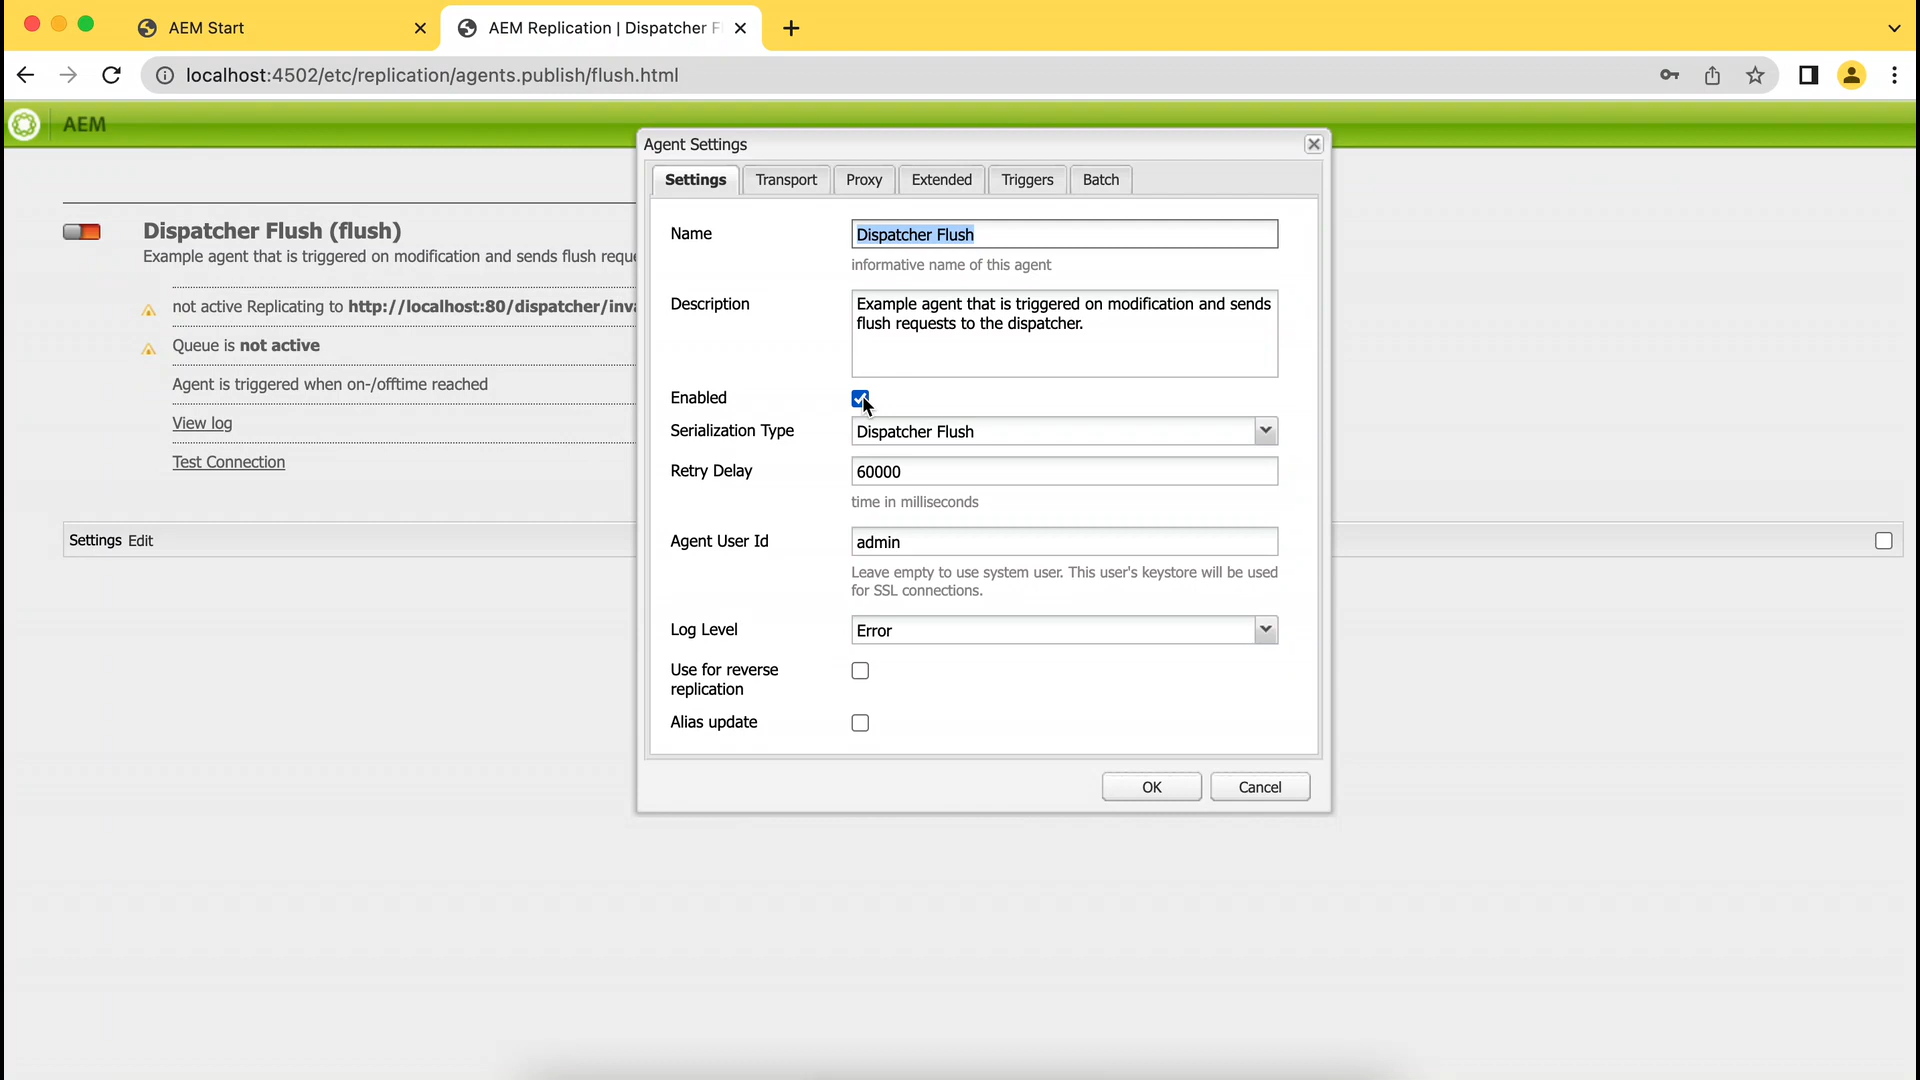 AEM Start
AEM Replication | Dispatcher F
localhost:4502/etc/replication/agents.publish/flush.html
AEM
Dispatcher Flush (flush)
Example agent that is triggered on modification and sends flush reque
not active Replicating to http://localhost:80/dispatcher/inva
Queue is not active
Agent is triggered when on-/offtime reached
View log
Test Connection
Settings Edit
Agent Settings
Settings
Transport
Proxy
Extended
Triggers
Batch
Name
Dispatcher Flush
informative name of this agent
Description
Example agent that is triggered on modification and sends
flush requests to the dispatcher.
Enabled
Serialization Type
Dispatcher Flush
Retry Delay
60000
time in milliseconds
Agent User Id
admin
Leave empty to use system user. This user's keystore will be used
for SSL connections.
Log Level
Error
Use for reverse
replication
Alias update
OK
Cancel